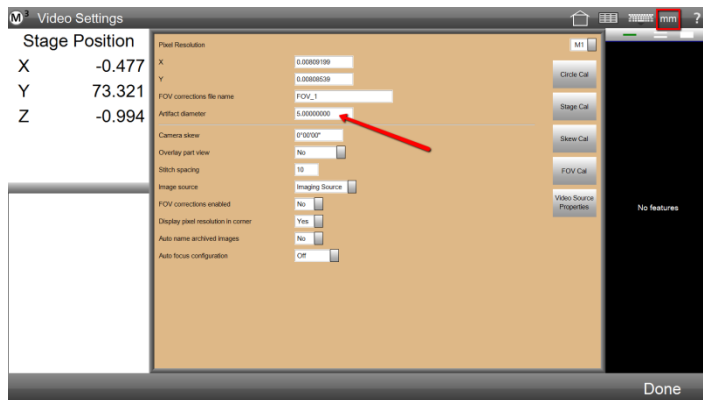 M³ Video Settings
mm ?
Stage Position
X -0.477
Y 73.321
Z -0.994
Pixel Resolution
M1
X 0.00809199
Y 0.00808539
FOV corrections file name FOV_1
Artifact diameter 5.00000000
Camera skew 0°00'00"
Overlay part view No
Stitch spacing 10
Image source Imaging Source
FOV corrections enabled No
Display pixel resolution in corner Yes
Auto name archived images No
Auto focus configuration Off
Circle Cal
Stage Cal
Skew Cal
FOV Cal
Video Source
Properties
No features
Done